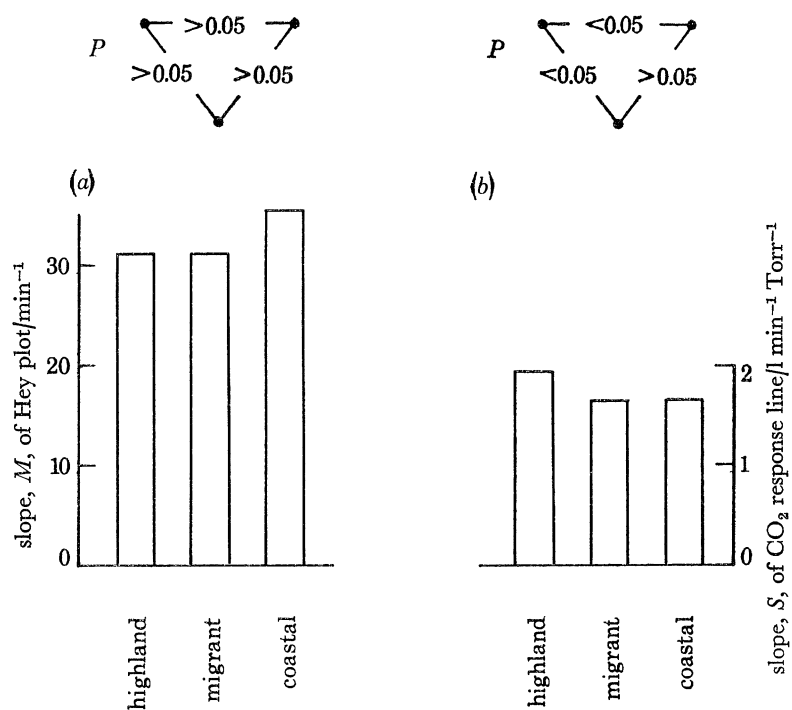 P >0.05
>0.05 >0.05
P <0.05
<0.05 >0.05
(a)
slope, M, of Hey plot/min⁻¹
30
20
10
0
highland
migrant
coastal
(b)
2
1
0
slope, S, of CO₂ response line/l min⁻¹ Torr⁻¹
highland
migrant
coastal